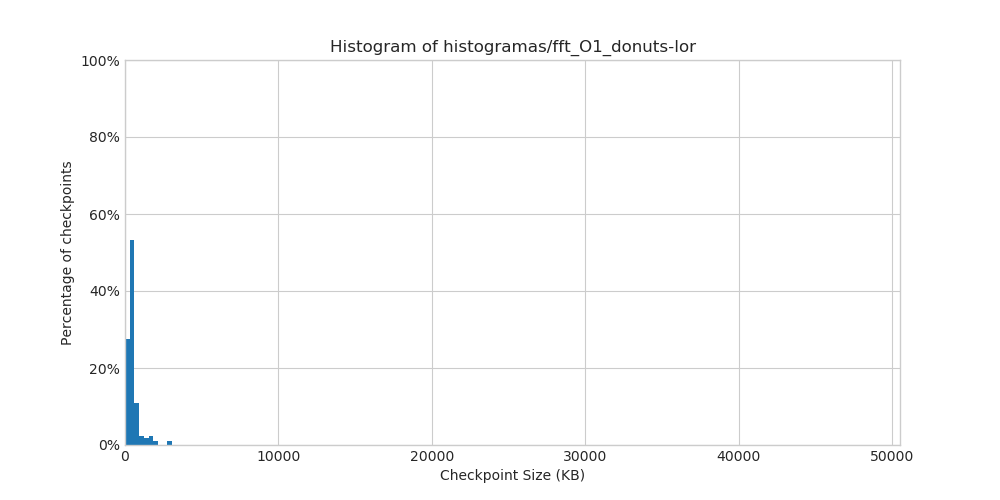 Histogram of histogramas/fft_O1_donuts-lor
100%
80%
60%
40%
20%
0%
Percentage of checkpoints
0 10000 20000 30000 40000 50000
Checkpoint Size (KB)